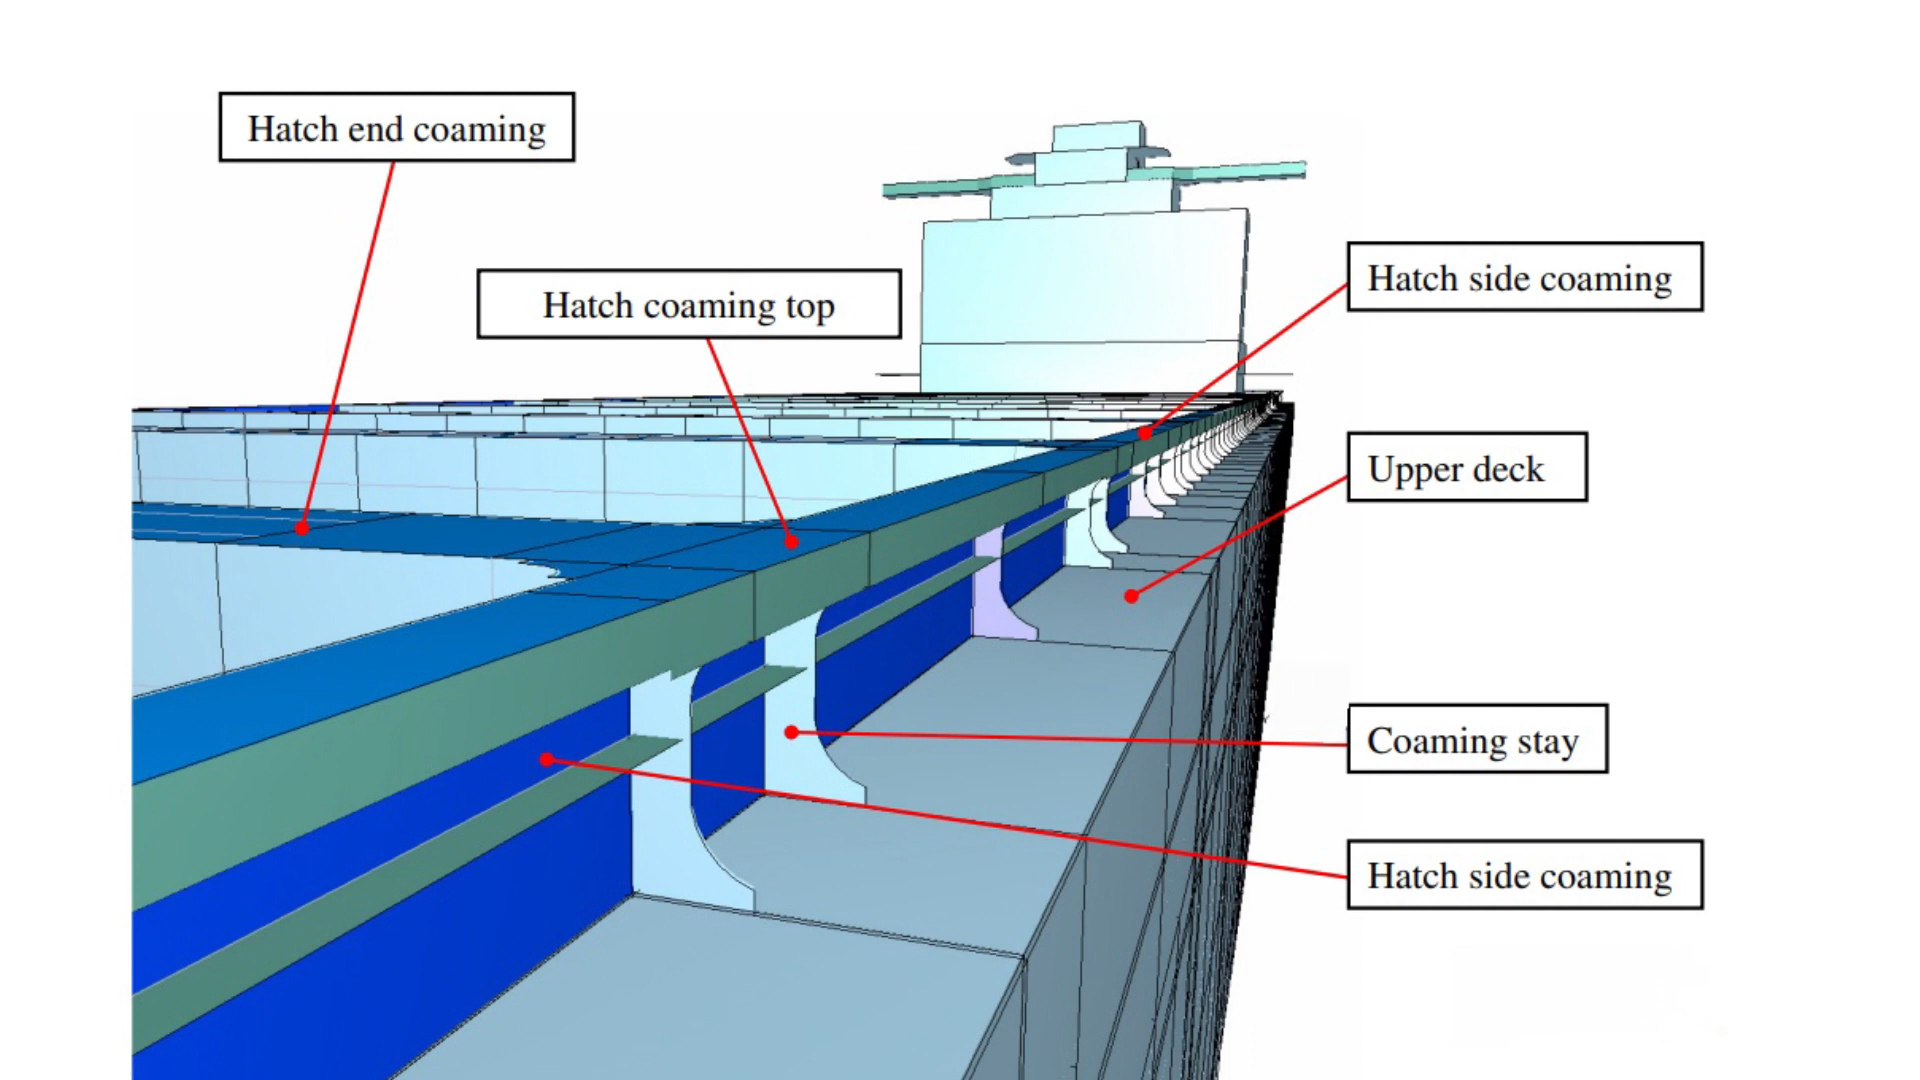 Hatch end coaming
Hatch coaming top
Hatch side coaming
Upper deck
Coaming stay
Hatch side coaming